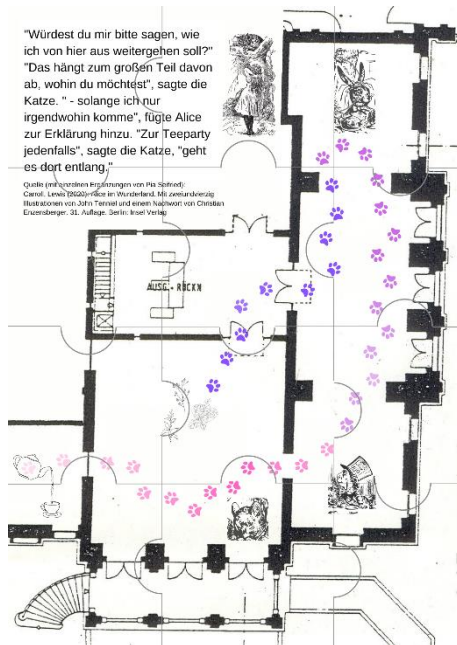 "Würdest du mir bitte sagen, wie
ich von hier aus weitergehen soll?"
"Das hängt zum großen Teil davon
ab, wohin du möchtest", sagte die
Katze. " - solange ich nur
irgendwohin komme", fügte Alice
zur Erklärung hinzu. "Zur Teeparty
jedenfalls", sagte die Katze, "geht
es dort entlang."
Quelle (mit einzelnen Ergänzungen von Pia Seifried):
Carroll, Lewis (2020): Alice im Wunderland. Mit zweiundvierzig
Illustrationen von John Tenniel und einem Nachwort von Christian
Enzensberger. 31. Auflage. Berlin: Insel Verlag
AUSG.+RÜCKN